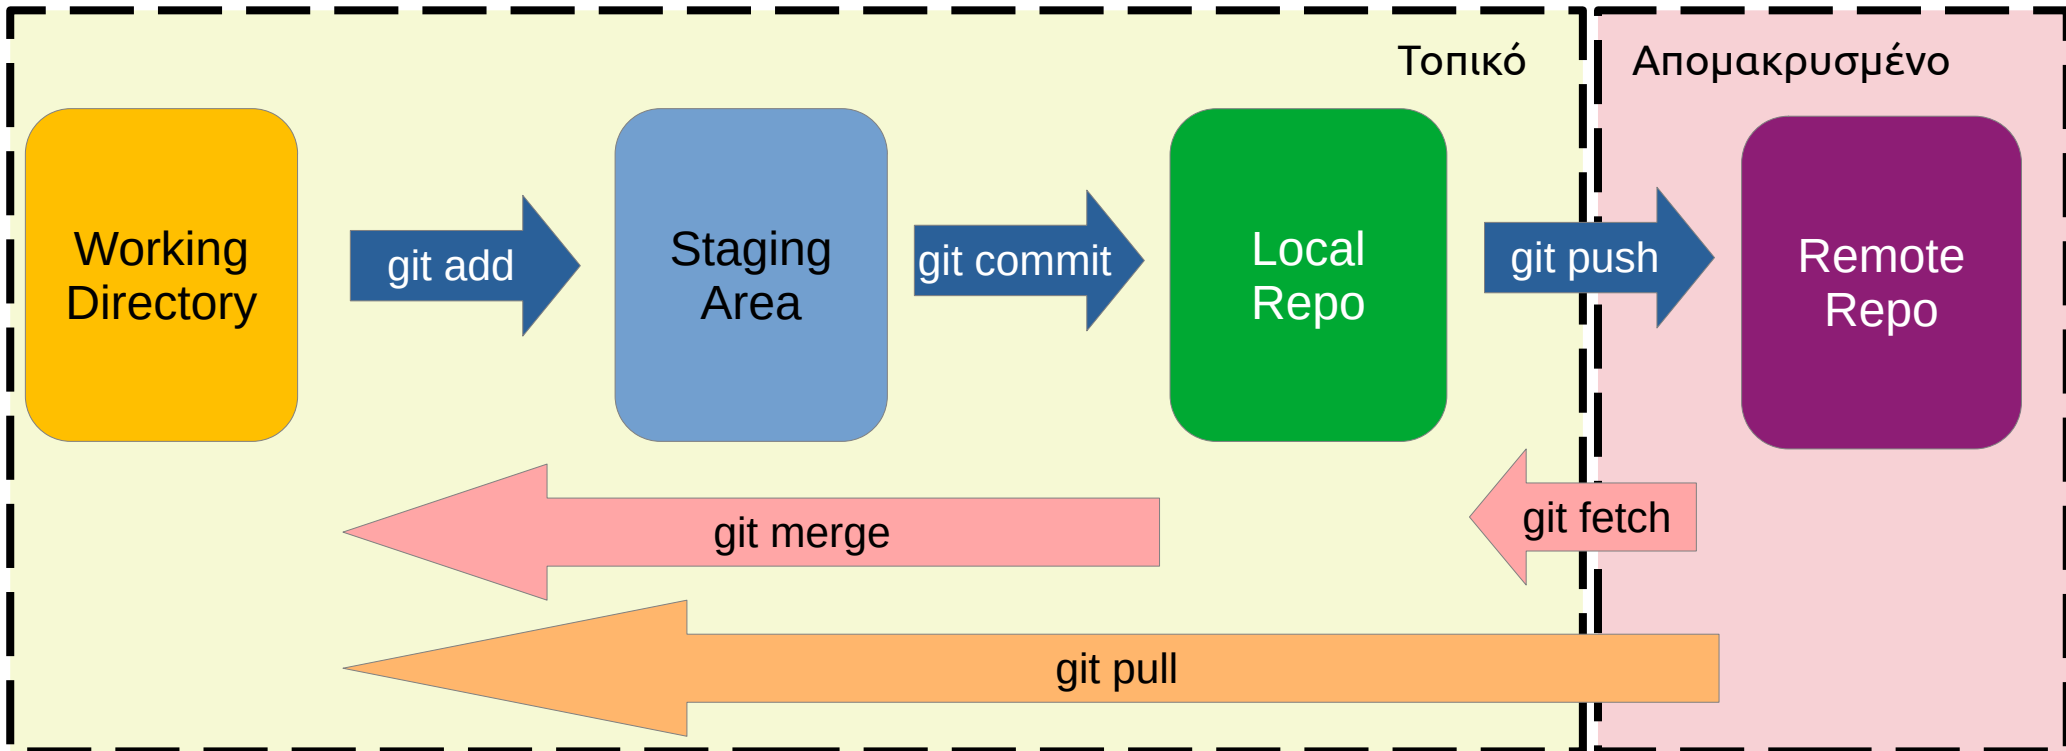 Τοπικό
Απομακρυσμένο
Working
Directory
git add
Staging
Area
git commit
Local
Repo
git push
Remote
Repo
git merge
git fetch
git pull